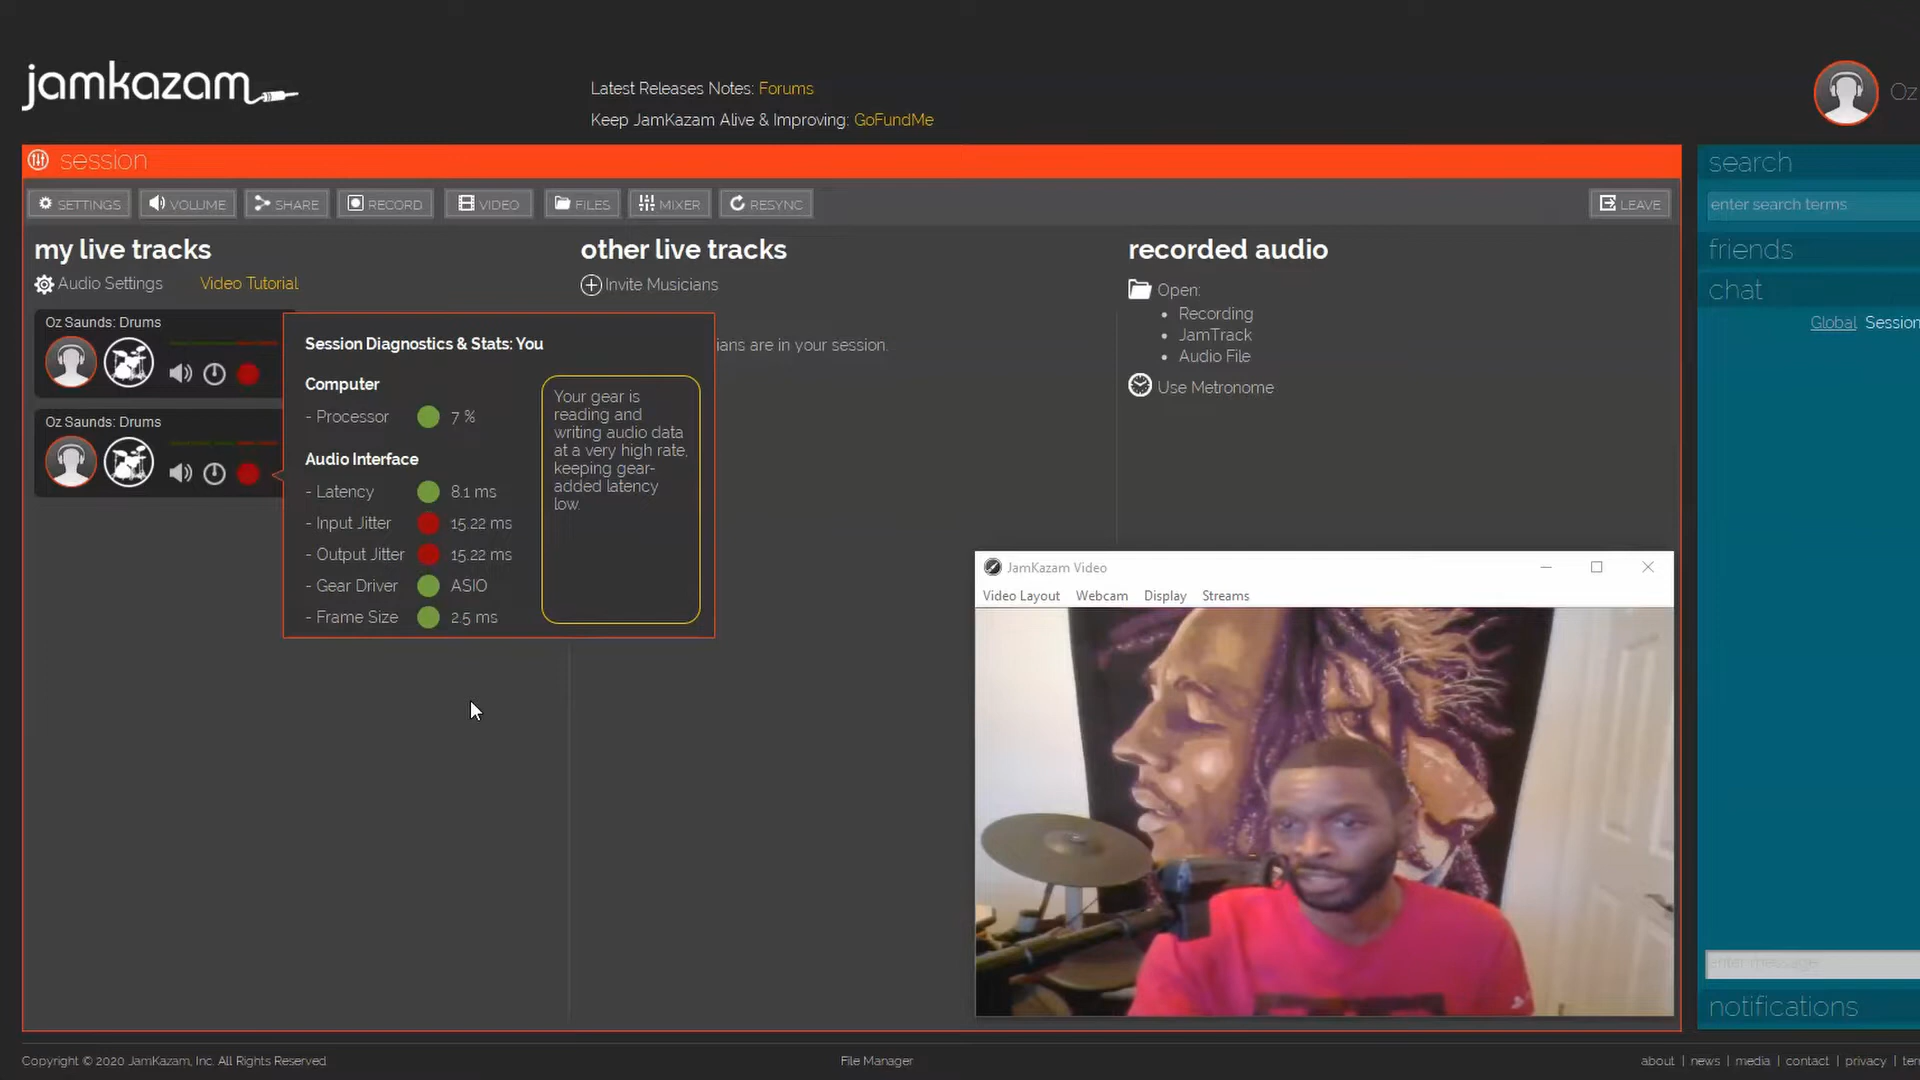 jamkazam
Latest Releases Notes: Forums
Keep JamKazam Alive & Improving: GoFundMe
Oz
session
SETTINGS
VOLUME
SHARE
RECORD
VIDEO
FILES
MIXER
RESYNC
LEAVE
my live tracks
Audio Settings
Video Tutorial
Oz Saunds: Drums
Oz Saunds: Drums
Session Diagnostics & Stats: You
Computer
- Processor 7 %
Audio Interface
- Latency 8.1 ms
- Input Jitter 15.22 ms
- Output Jitter 15.22 ms
- Gear Driver ASIO
- Frame Size 2.5 ms
Your gear is
reading and
writing audio data
at a very high rate,
keeping gear-
added latency
low.
other live tracks
Invite Musicians
ians are in your session.
recorded audio
Open:
• Recording
• JamTrack
• Audio File
Use Metronome
JamKazam Video
Video Layout Webcam Display Streams
search
enter search terms
friends
chat
Global Session
enter message
notifications
Copyright © 2020 JamKazam, Inc. All Rights Reserved
File Manager
about | news | media | contact | privacy | ter